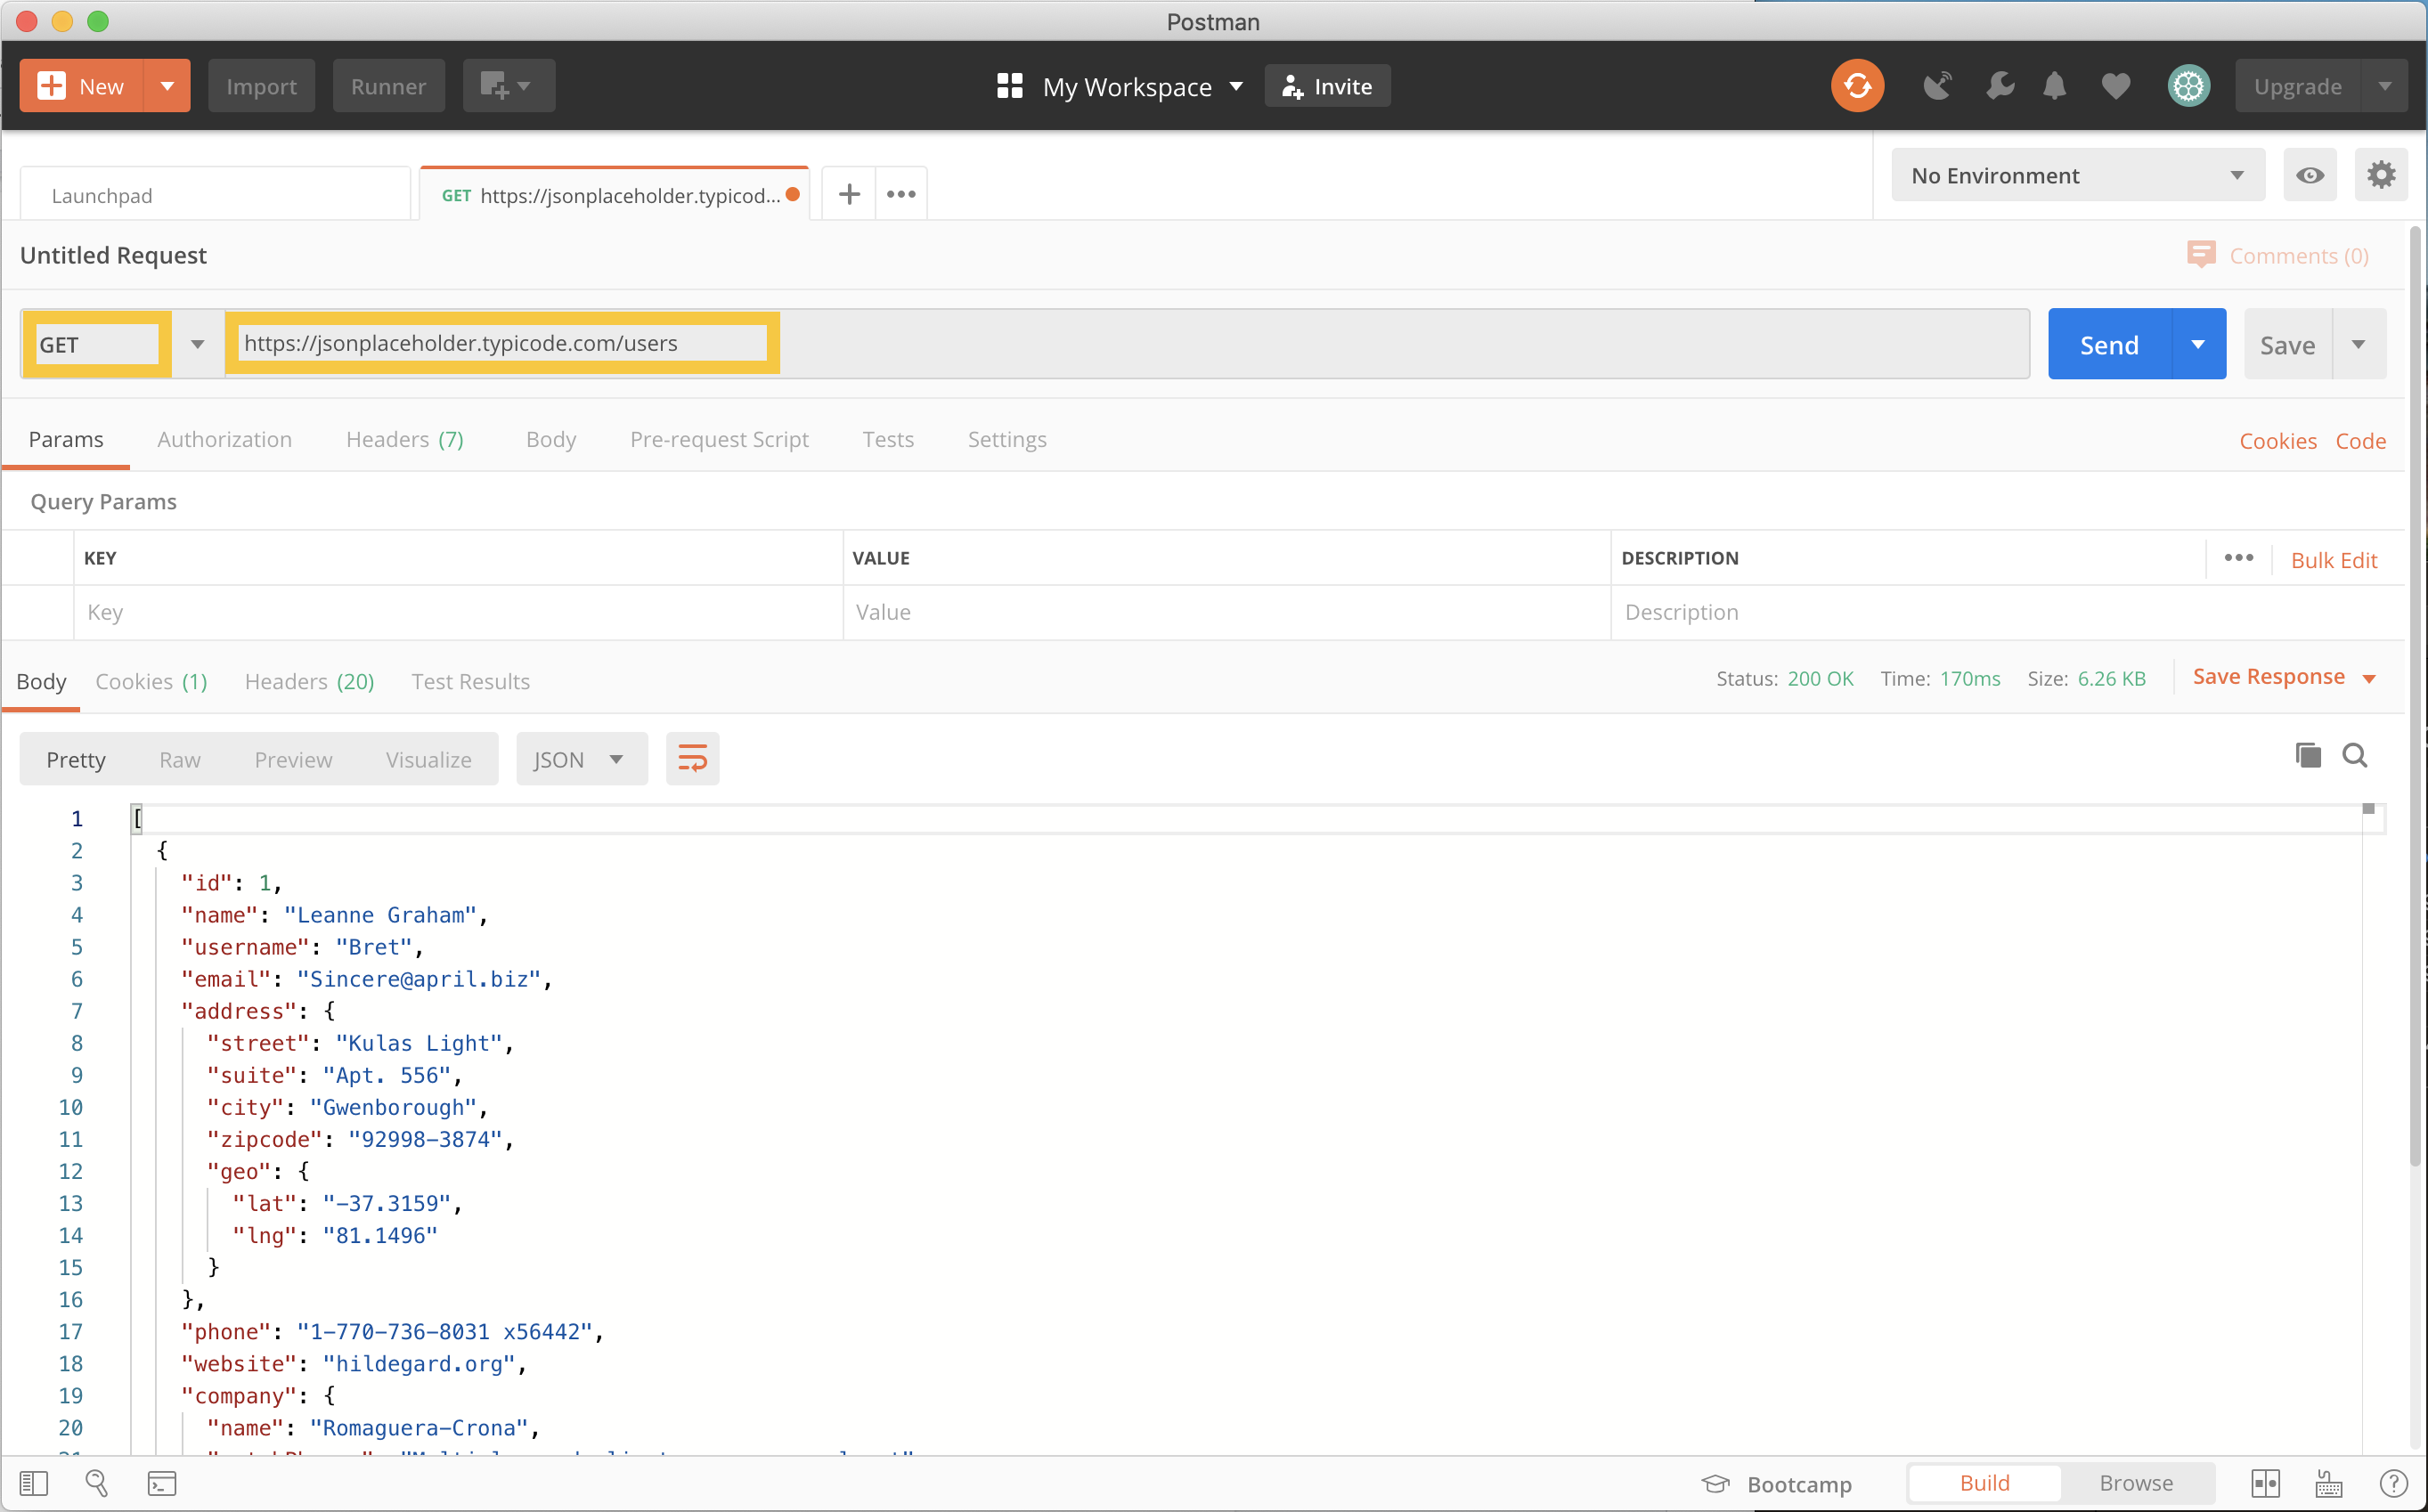 Postman
New Import Runner My Workspace Invite Upgrade
Launchpad GET https://jsonplaceholder.typicod... No Environment
Untitled Request Comments (0)
GET https://jsonplaceholder.typicode.com/users Send Save
Params Authorization Headers (7) Body Pre-request Script Tests Settings Cookies Code
Query Params
KEY VALUE DESCRIPTION Bulk Edit
Key Value Description
Body Cookies (1) Headers (20) Test Results Status: 200 OK Time: 170ms Size: 6.26 KB Save Response
Pretty Raw Preview Visualize JSON
1 [
2 {
3 "id": 1,
4 "name": "Leanne Graham",
5 "username": "Bret",
6 "email": "Sincere@april.biz",
7 "address": {
8 "street": "Kulas Light",
9 "suite": "Apt. 556",
10 "city": "Gwenborough",
11 "zipcode": "92998-3874",
12 "geo": {
13 "lat": "-37.3159",
14 "lng": "81.1496"
15 }
16 },
17 "phone": "1-770-736-8031 x56442",
18 "website": "hildegard.org",
19 "company": {
20 "name": "Romaguera-Crona",
Bootcamp Build Browse